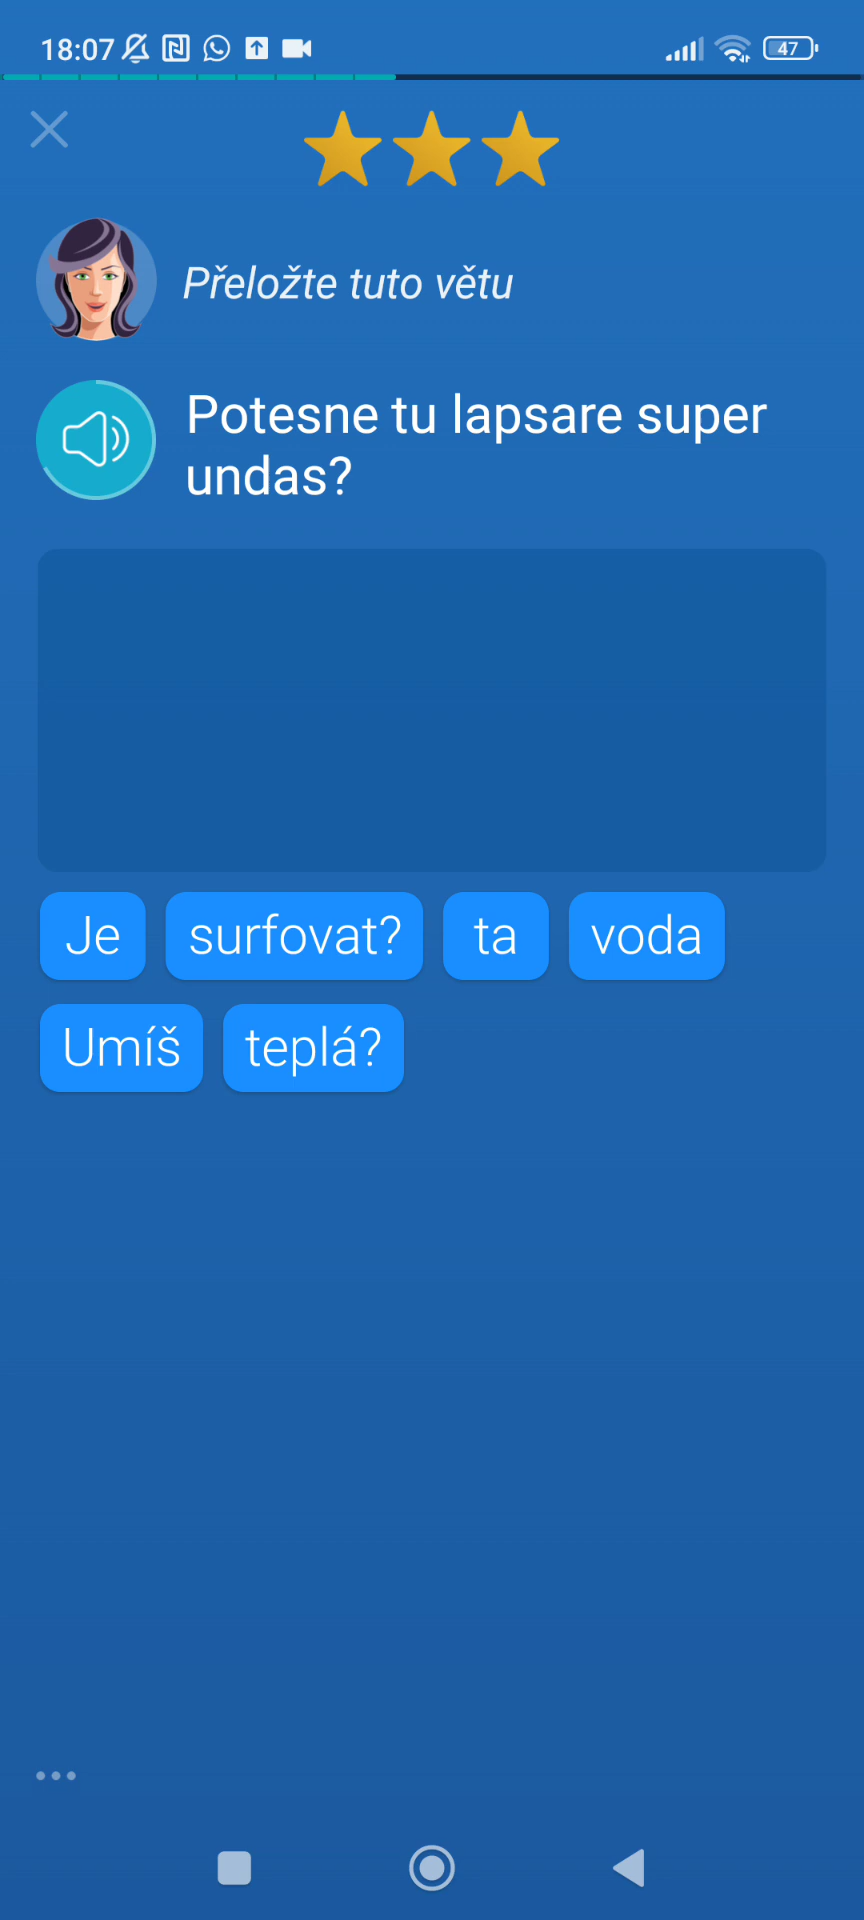 18:07
47
Přeložte tuto větu
Potesne tu lapsare super
undas?
Je surfovat? ta voda
Umíš teplá?